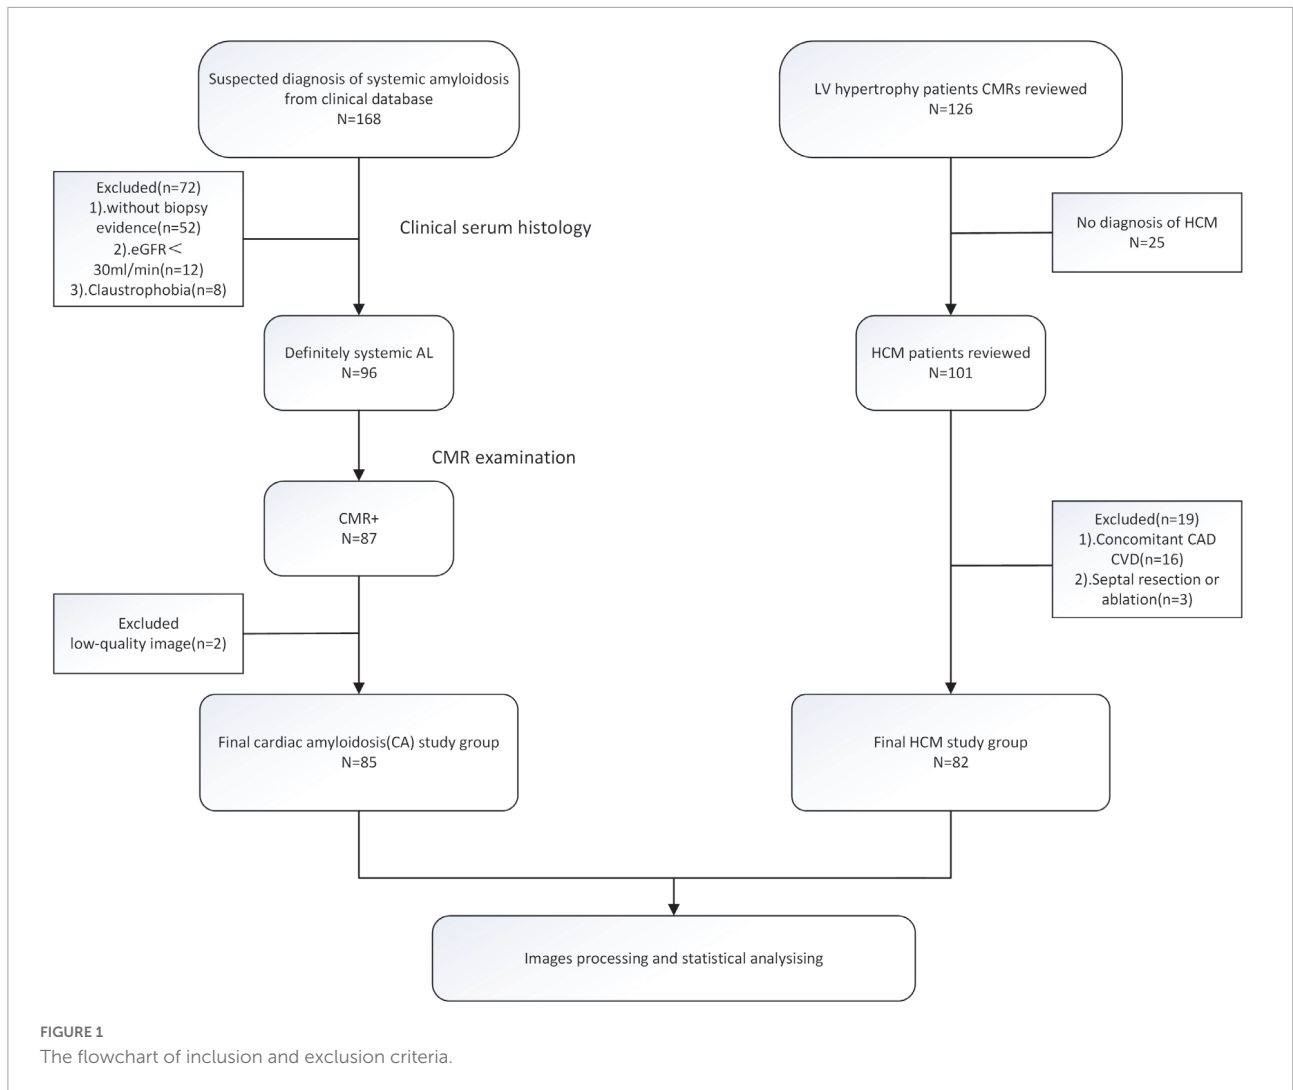 Suspected diagnosis of systemic amyloidosis
from clinical database
N=168
Excluded(n=72)
1).without biopsy
evidence(n=52)
2).eGFR＜
30ml/min(n=12)
3).Claustrophobia(n=8)
Clinical serum histology
Definitely systemic AL
N=96
CMR examination
CMR+
N=87
Excluded
low-quality image(n=2)
Final cardiac amyloidosis(CA) study group
N=85
LV hypertrophy patients CMRs reviewed
N=126
No diagnosis of HCM
N=25
HCM patients reviewed
N=101
Excluded(n=19)
1).Concomitant CAD
CVD(n=16)
2).Septal resection or
ablation(n=3)
Final HCM study group
N=82
Images processing and statistical analysising
FIGURE 1
The flowchart of inclusion and exclusion criteria.